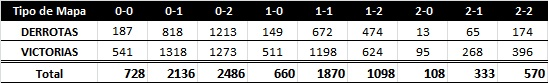 Tipo de Mapa 0-0 0-1 0-2 1-0 1-1 1-2 2-0 2-1 2-2
DERROTAS 187 818 1213 149 672 474 13 65 174
VICTORIAS 541 1318 1273 511 1198 624 95 268 396
Total 728 2136 2486 660 1870 1098 108 333 570